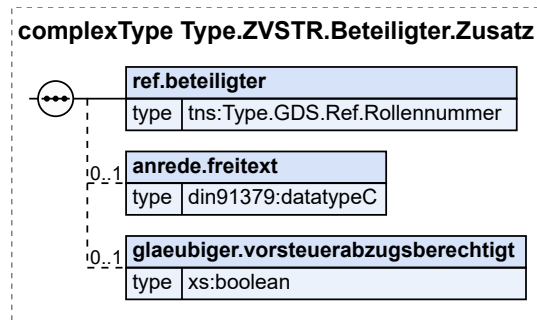 complexType Type.ZVSTR.Beteiligter.Zusatz
ref.beteiligter
type tns:Type.GDS.Ref.Rollennummer
0..1 anrede.freitext
type din91379:datatypeC
0..1 glaeubiger.vorsteuerabzugsberechtigt
type xs:boolean